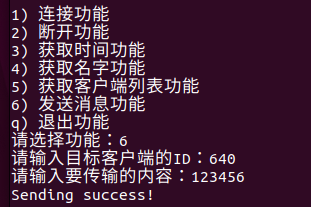 1) 连接功能
2) 断开功能
3) 获取时间功能
4) 获取名字功能
5) 获取客户端列表功能
6) 发送消息功能
q) 退出功能
请选择功能：6
请输入目标客户端的ID：640
请输入要传输的内容：123456
Sending success!